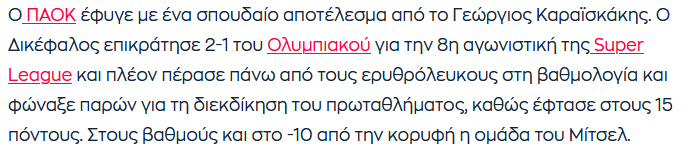 Ο ΠΑΟΚ έφυγε με ένα σπουδαίο αποτέλεσμα από το Γεώργιος Καραϊσκάκης. Ο
Δικέφαλος επικράτησε 2-1 του Ολυμπιακού για την 8η αγωνιστική της Super
League και πλέον πέρασε πάνω από τους ερυθρόλευκους στη βαθμολογία και
φώναξε παρών για τη διεκδίκηση του πρωταθλήματος, καθώς έφτασε στους 15
πόντους. Στους βαθμούς και στο -10 από την κορυφή η ομάδα του Μίτσελ.